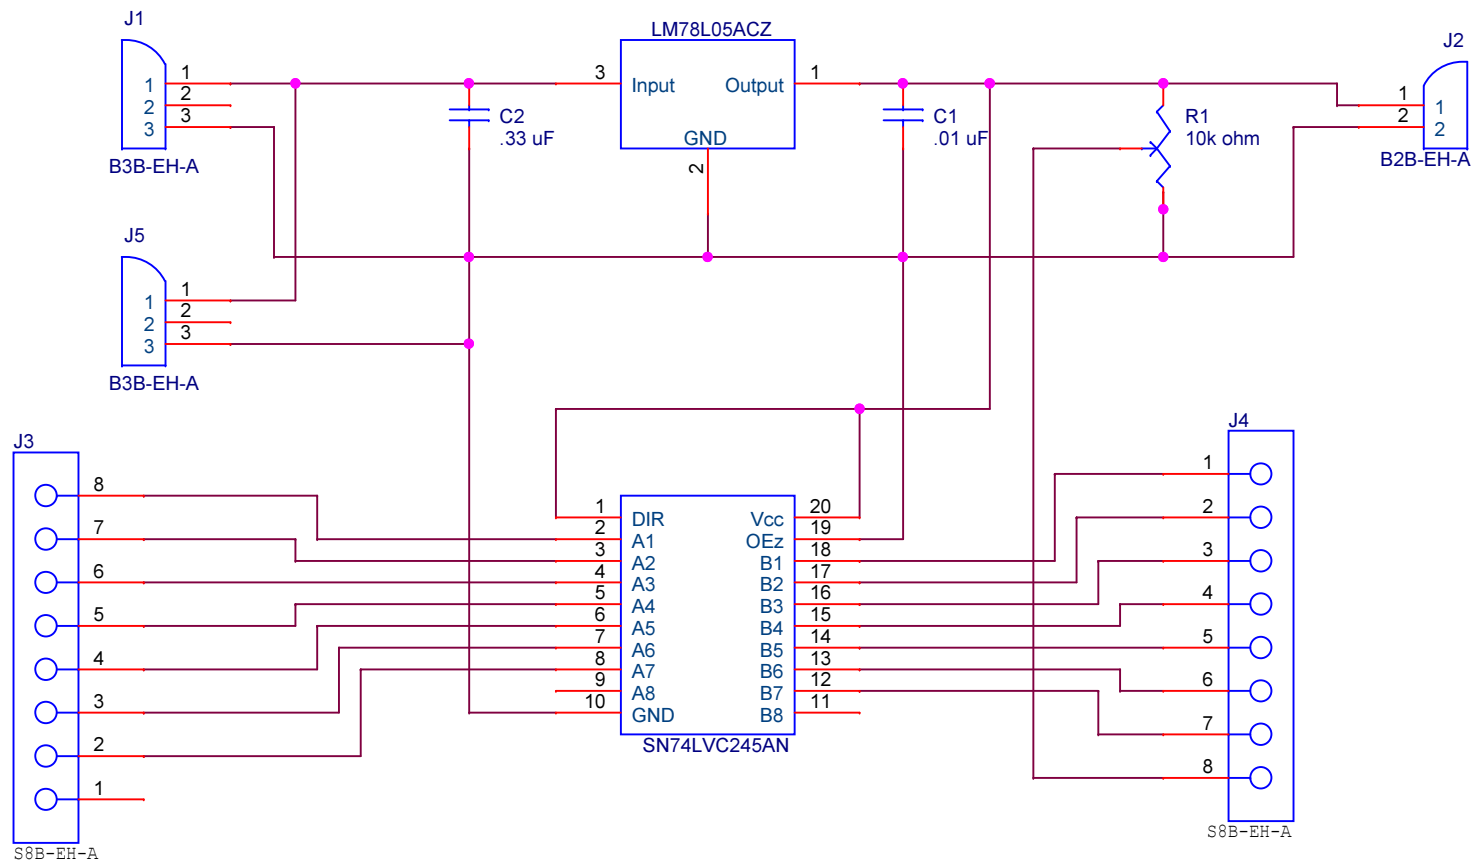 J1
1
2
3
1
2
3
B3B-EH-A
J5
1
2
3
1
2
3
B3B-EH-A
C2
.33 uF
LM78L05ACZ
3
Input
Output
1
GND
2
C1
.01 uF
R1
10k ohm
J2
1
2
1
2
B2B-EH-A
J3
8
7
6
5
4
3
2
1
S8B-EH-A
1 DIR Vcc 20
2 A1 OEz 19
3 A2 B1 18
4 A3 B2 17
5 A4 B3 16
6 A5 B4 15
7 A6 B5 14
8 A7 B6 13
9 A8 B7 12
10 GND B8 11
SN74LVC245AN
J4
1
2
3
4
5
6
7
8
S8B-EH-A